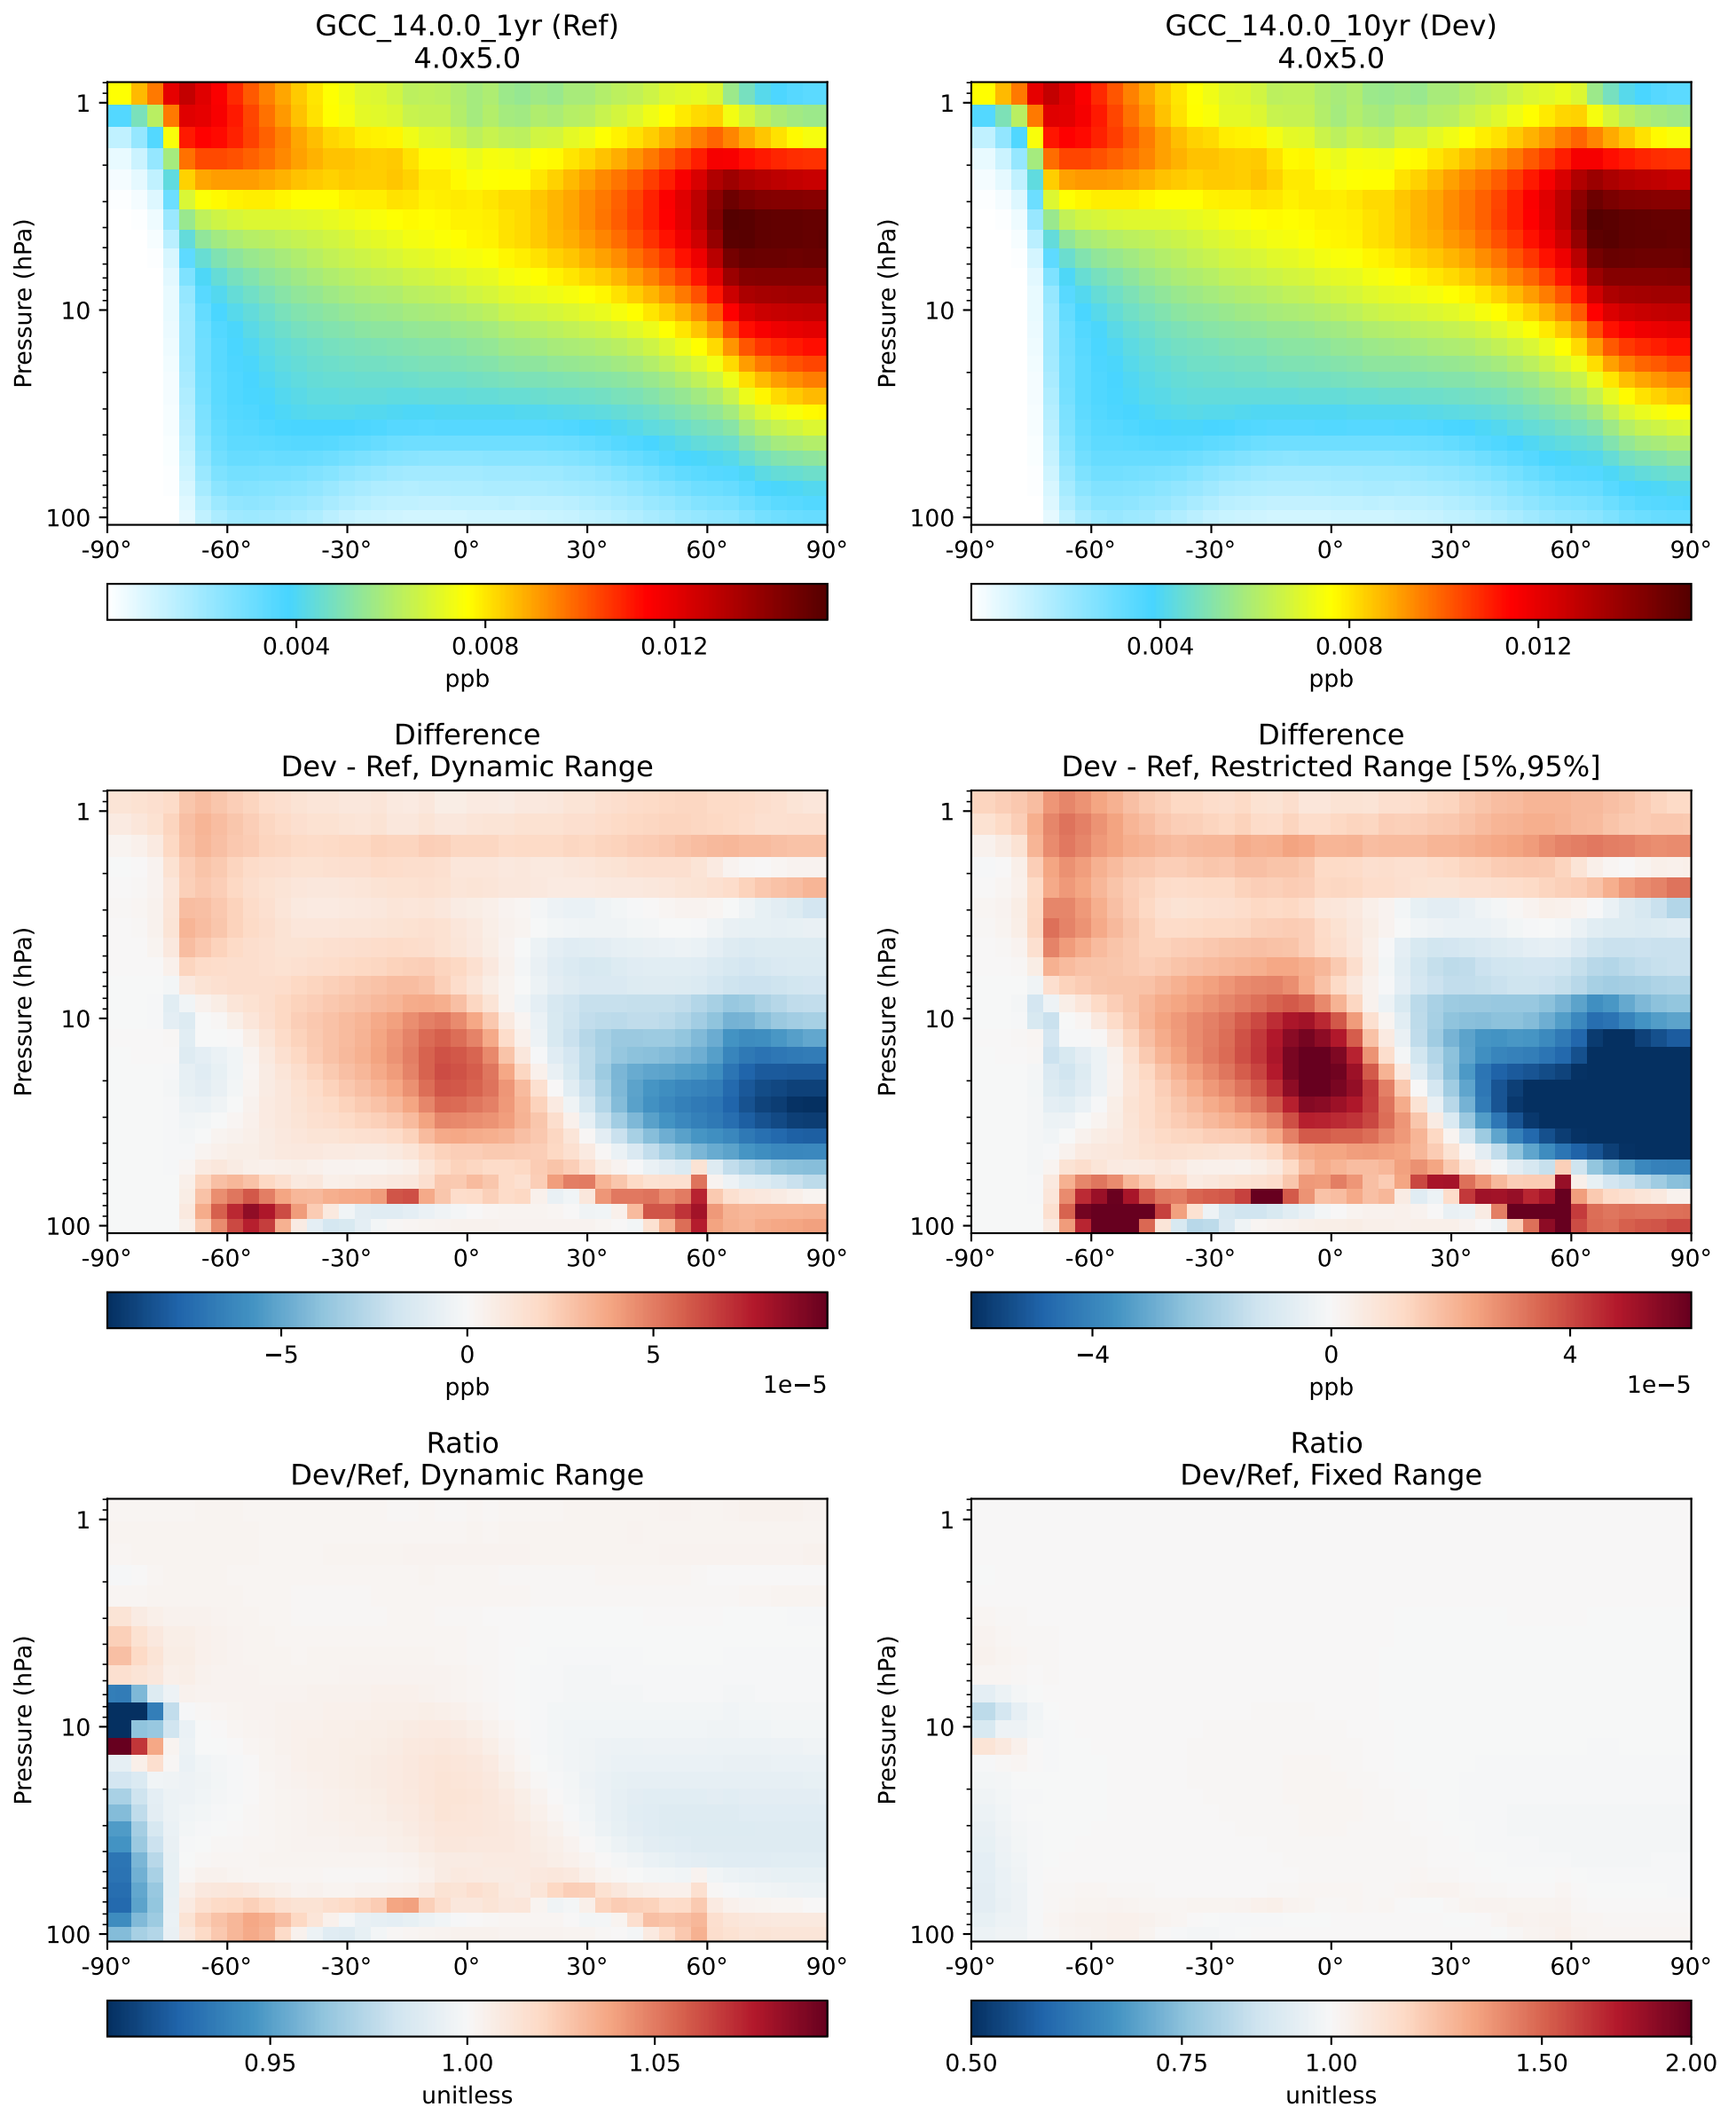 GCC_14.0.0_1yr (Ref)
4.0x5.0
Pressure (hPa)
1
10
100
-90° -60° -30° 0° 30° 60° 90°
0.004 0.008 0.012
ppb
GCC_14.0.0_10yr (Dev)
4.0x5.0
Pressure (hPa)
1
10
100
-90° -60° -30° 0° 30° 60° 90°
0.004 0.008 0.012
ppb
Difference
Dev - Ref, Dynamic Range
Pressure (hPa)
1
10
100
-90° -60° -30° 0° 30° 60° 90°
−5 0 5
ppb
1e−5
Difference
Dev - Ref, Restricted Range [5%,95%]
Pressure (hPa)
1
10
100
-90° -60° -30° 0° 30° 60° 90°
−4 0 4
ppb
1e−5
Ratio
Dev/Ref, Dynamic Range
Pressure (hPa)
1
10
100
-90° -60° -30° 0° 30° 60° 90°
0.95 1.00 1.05
unitless
Ratio
Dev/Ref, Fixed Range
Pressure (hPa)
1
10
100
-90° -60° -30° 0° 30° 60° 90°
0.50 0.75 1.00 1.50 2.00
unitless